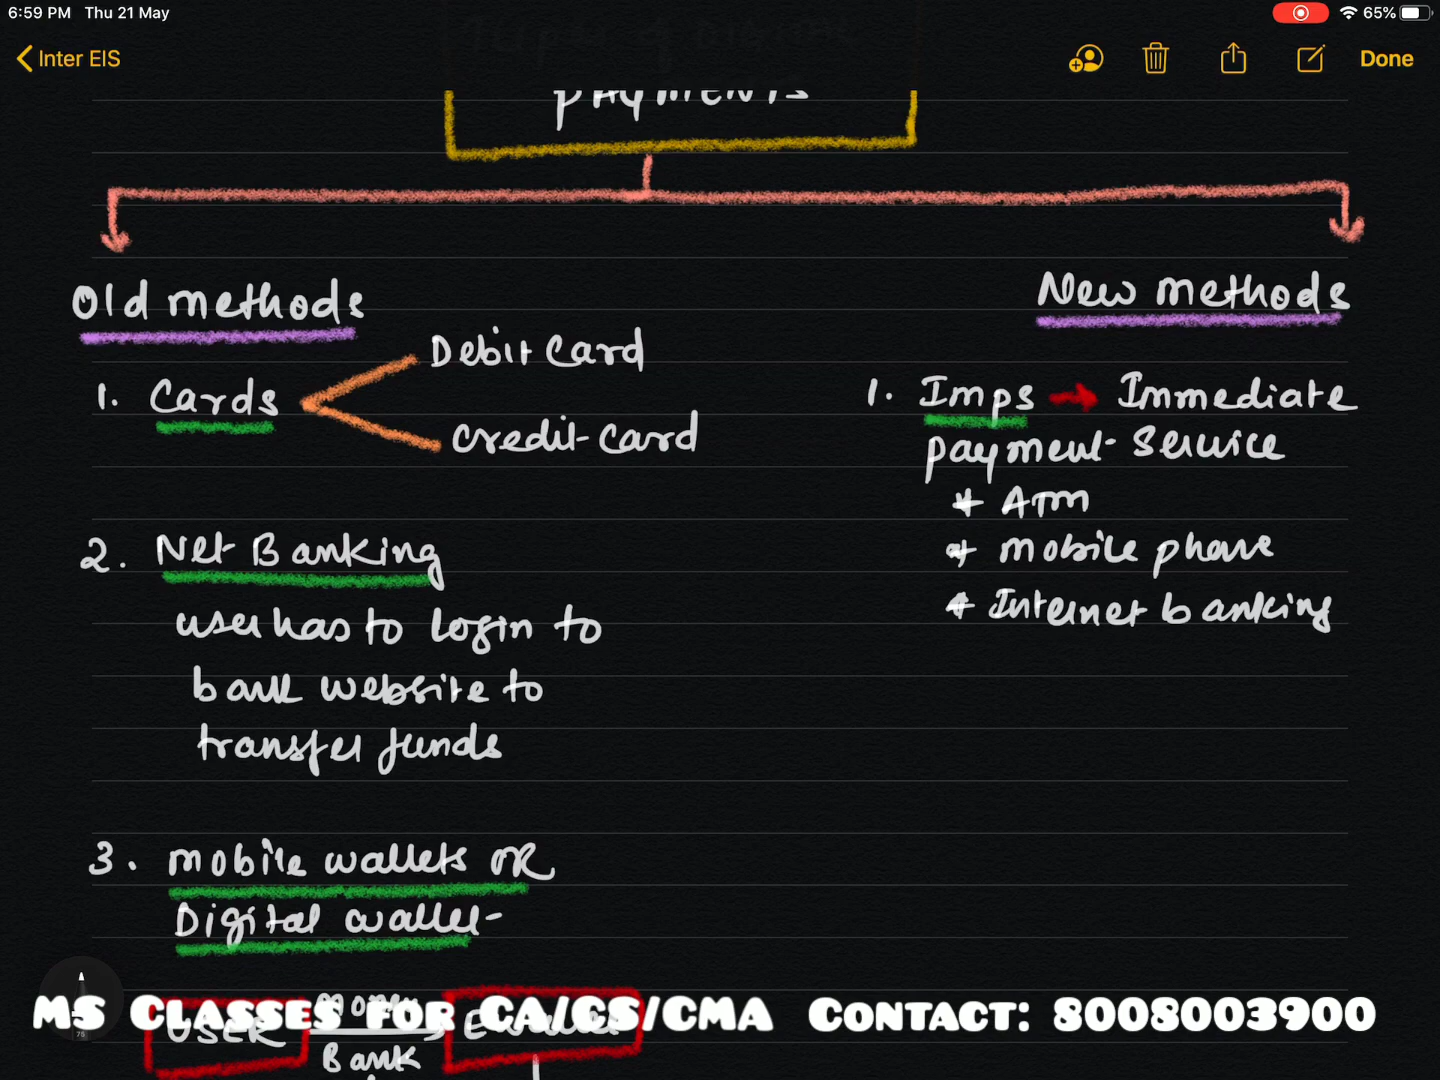 6:59 PM Thu 21 May
65%
Inter EIS
Done
payments
Old methods
New methods
1. Cards
Debit Card
Credit Card
1. Imps → Immediate
payment Service
+ ATM
+ mobile phone
+ Internet banking
2. Net Banking
user has to login to
bank website to
transfer funds
3. mobile wallets OR
Digital wallet
USER
money
Bank
MS Classes for CA/CS/CMA Contact: 8008003900